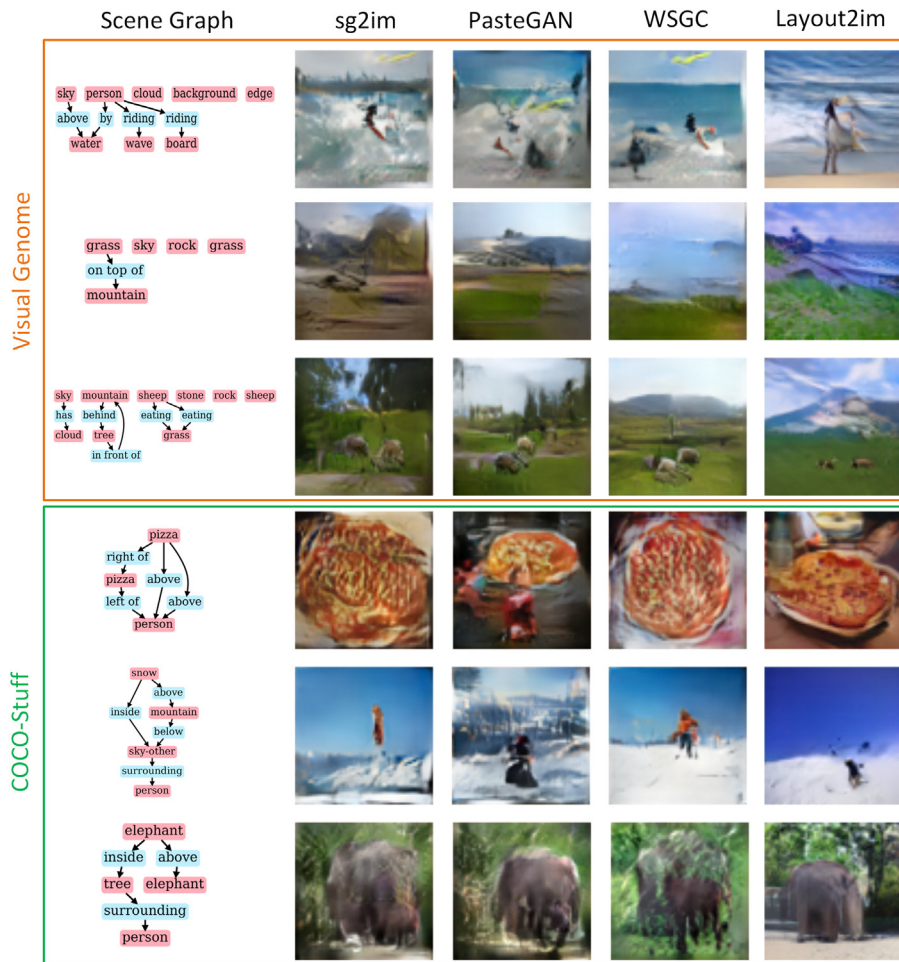 Scene Graph sg2im PasteGAN WSGC Layout2im
Visual Genome
sky person cloud background edge
above by riding riding
water wave board
grass sky rock grass
on top of
mountain
sky mountain sheep stone rock sheep
has behind eating eating
cloud tree grass
in front of
COCO-Stuff
pizza
right of
pizza above
left of above
person
snow
above
inside mountain
below
sky-other
surrounding
person
elephant
inside above
tree elephant
surrounding
person